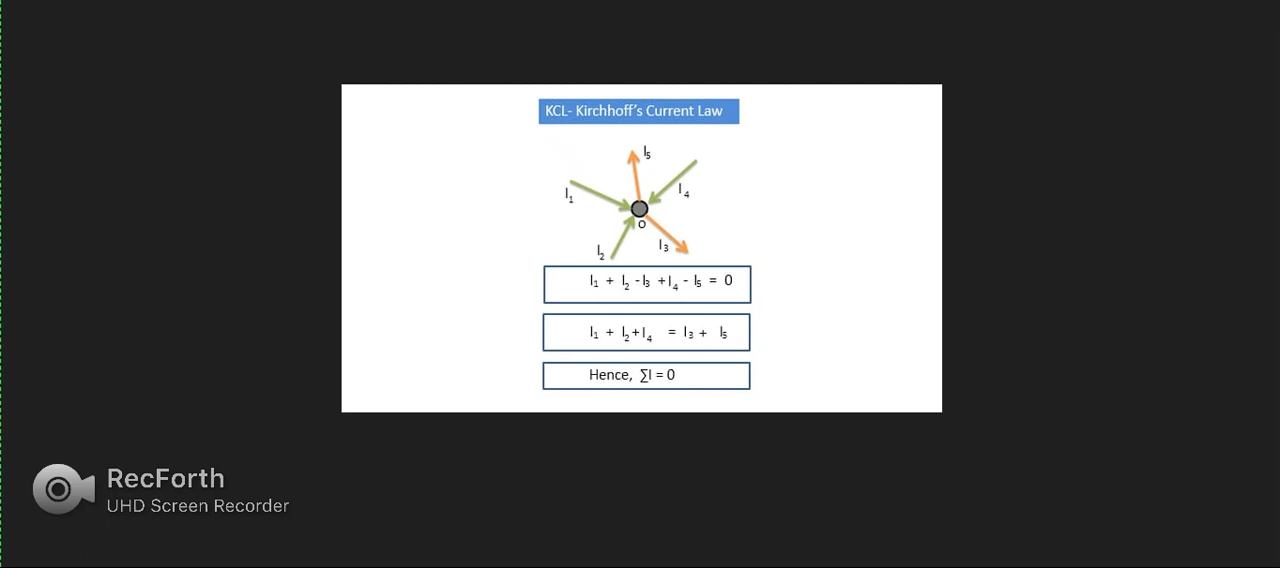 KCL- Kirchhoff's Current Law
I₅
I₁
I₄
O
I₃
I₂
I₁ + I₂ - I₃ + I₄ - I₅ = 0
I₁ + I₂ + I₄ = I₃ + I₅
Hence, ∑I = 0
RecForth
UHD Screen Recorder